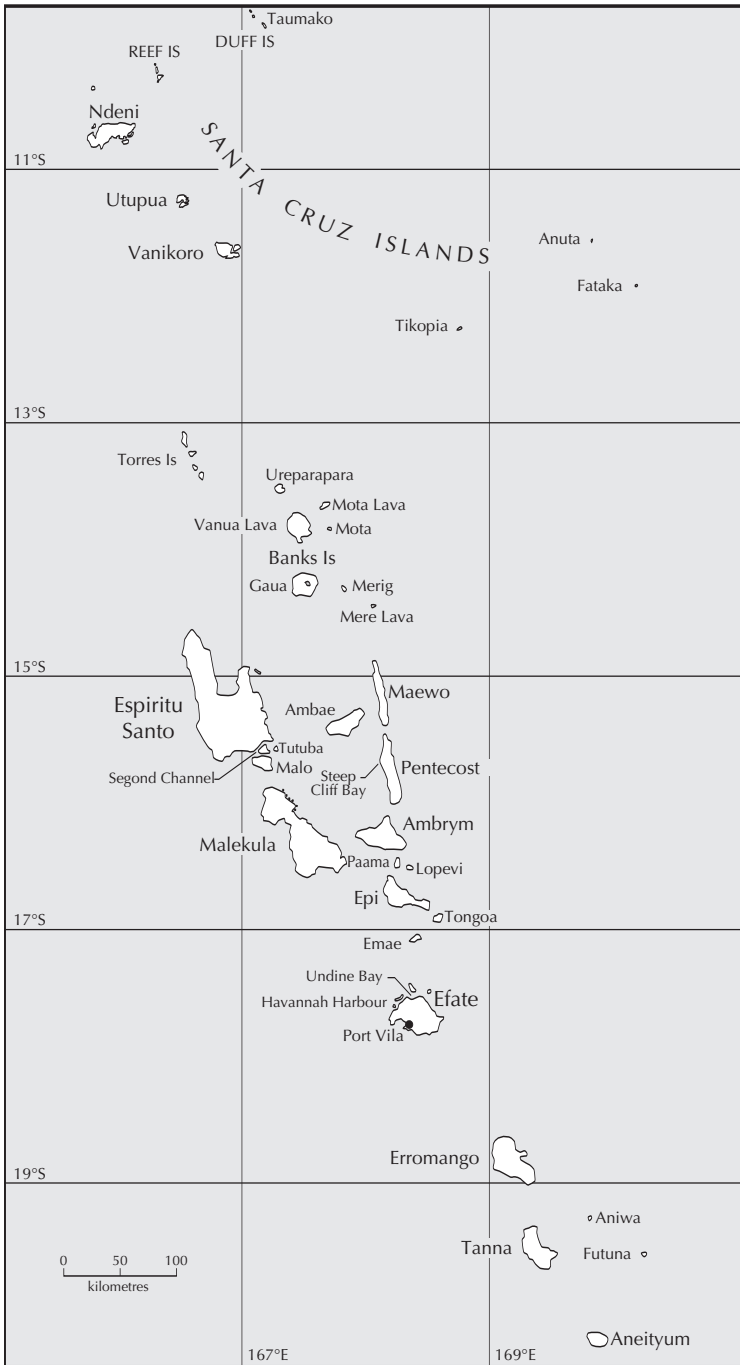 Taumako
DUFF IS
REEF IS
Ndeni
SANTA CRUZ ISLANDS
11°S
Utupua
Vanikoro
Anuta
Fataka
Tikopia
13°S
Torres Is
Ureparapara
Mota Lava
Vanua Lava
Mota
Banks Is
Gaua
Merig
Mere Lava
15°S
Maewo
Espiritu
Santo
Ambae
Tutuba
Segond Channel
Malo
Steep
Cliff Bay
Pentecost
Ambrym
Malekula
Paama
Lopevi
Epi
Tongoa
17°S
Emae
Undine Bay
Havannah Harbour
Efate
Port Vila
Erromango
19°S
Aniwa
Tanna
Futuna
0 50 100
kilometres
Aneityum
167°E
169°E